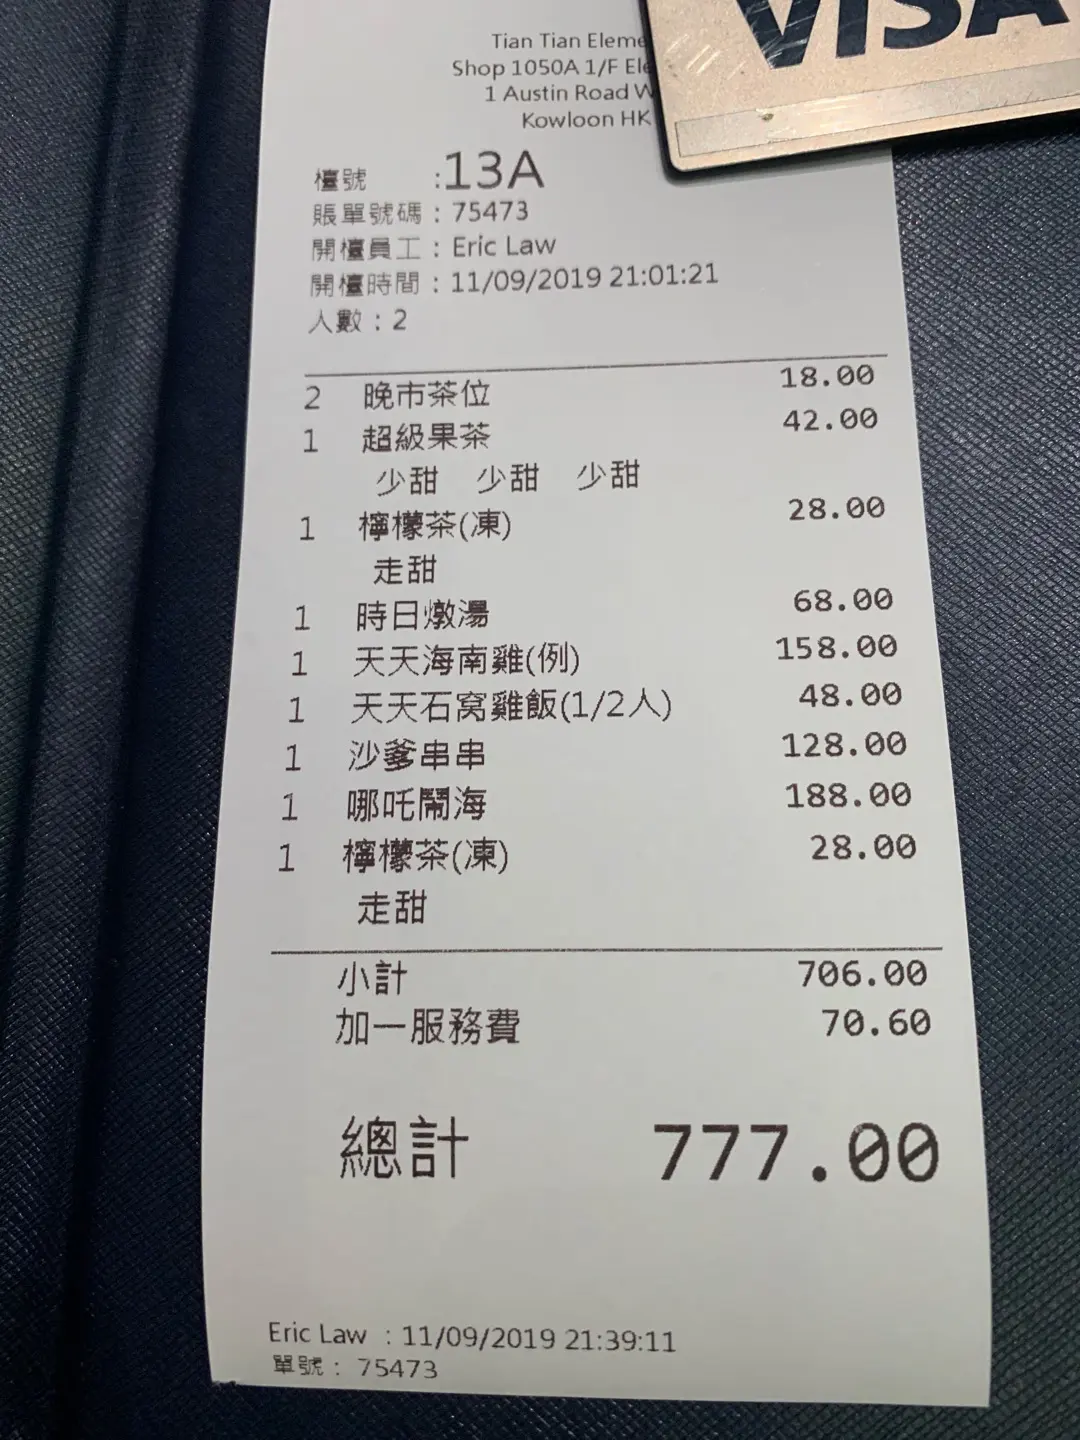 VISA
Tian Tian
Shop 1050A 1/F
1 Austin Road
Kowloon HK
檯號 :13A
賬單號碼 : 75473
開檯員工 : Eric Law
開檯時間 : 11/09/2019 21:01:21
人數 : 2
2 晚市茶位 18.00
1 超級果茶 42.00
少甜 少甜 少甜
1 檸檬茶(凍) 28.00
走甜
1 時日燉湯 68.00
1 天天海南雞(例) 158.00
1 天天石窩雞飯(1/2人) 48.00
1 沙爹串串 128.00
1 哪吒鬧海 188.00
1 檸檬茶(凍) 28.00
走甜
小計 706.00
加一服務費 70.60
總計 777.00
Eric Law : 11/09/2019 21:39:11
單號 : 75473